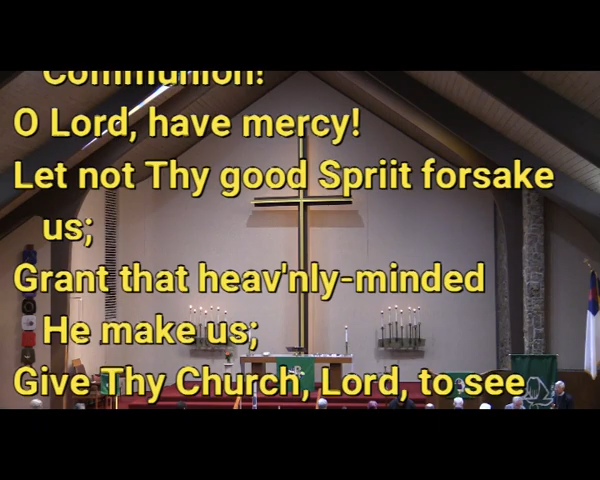 Communion!
O Lord, have mercy!
Let not Thy good Spriit forsake
us;
Grant that heav'nly-minded
He make us;
Give Thy Church, Lord, to see